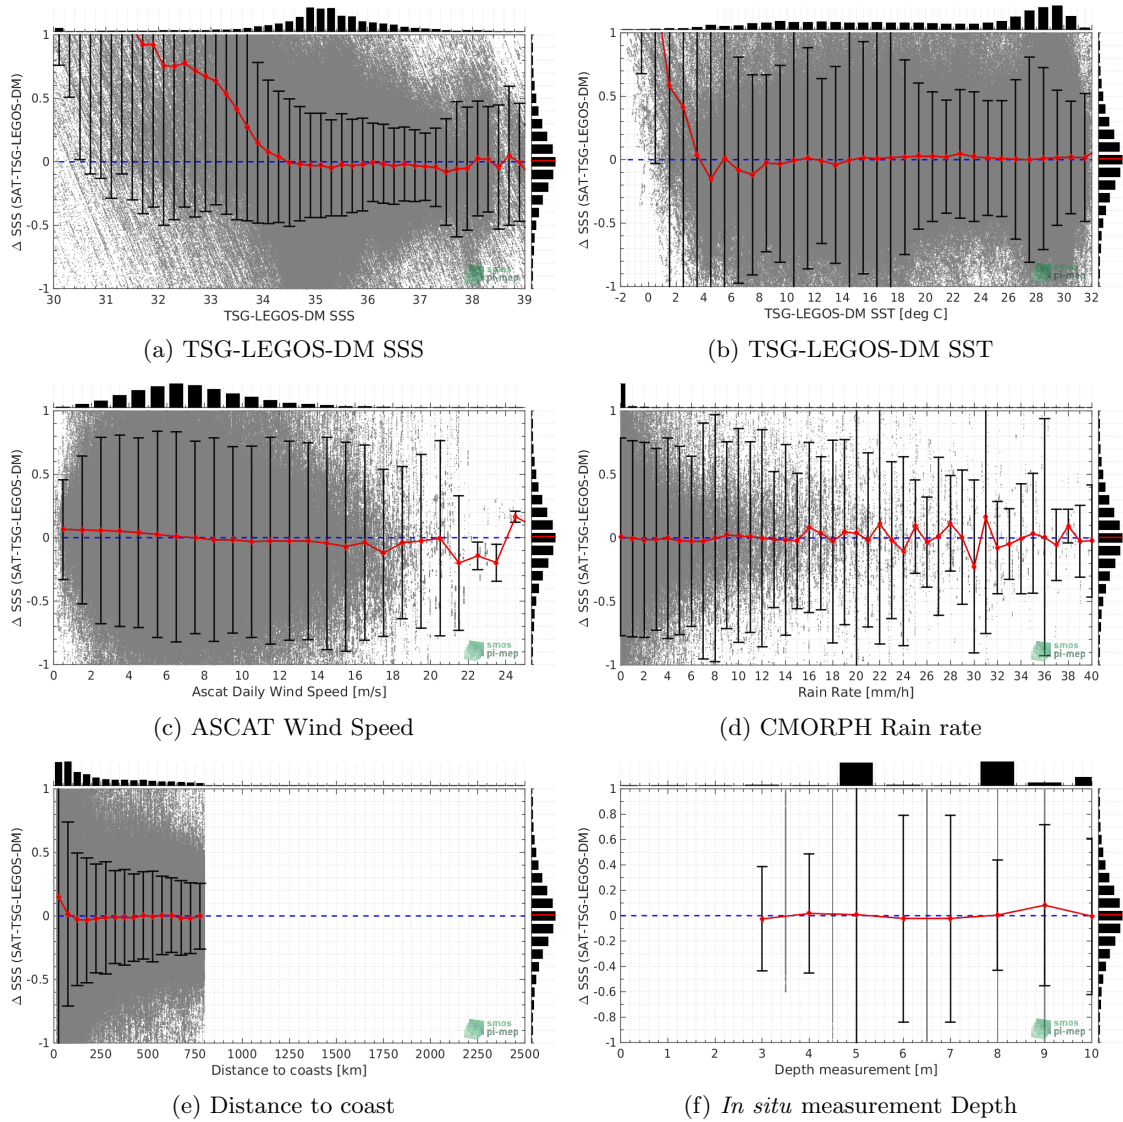 1
0.5
0
-0.5
-1
Δ SSS (SAT-TSG-LEGOS-DM)
30 31 32 33 34 35 36 37 38 39
TSG-LEGOS-DM SSS
smos
pi-mep
(a) TSG-LEGOS-DM SSS
1
0.5
0
-0.5
-1
Δ SSS (SAT-TSG-LEGOS-DM)
-2 0 2 4 6 8 10 12 14 16 18 20 22 24 26 28 30 32
TSG-LEGOS-DM SST [deg C]
smos
pi-mep
(b) TSG-LEGOS-DM SST
1
0.5
0
-0.5
-1
Δ SSS (SAT-TSG-LEGOS-DM)
0 2 4 6 8 10 12 14 16 18 20 22 24
Ascat Daily Wind Speed [m/s]
smos
pi-mep
(c) ASCAT Wind Speed
1
0.5
0
-0.5
-1
Δ SSS (SAT-TSG-LEGOS-DM)
0 2 4 6 8 10 12 14 16 18 20 22 24 26 28 30 32 34 36 38 40
Rain Rate [mm/h]
smos
pi-mep
(d) CMORPH Rain rate
1
0.5
0
-0.5
-1
Δ SSS (SAT-TSG-LEGOS-DM)
0 250 500 750 1000 1250 1500 1750 2000 2250 2500
Distance to coasts [km]
smos
pi-mep
(e) Distance to coast
1
0.8
0.6
0.4
0.2
0
-0.2
-0.4
-0.6
-0.8
-1
Δ SSS (SAT-TSG-LEGOS-DM)
0 1 2 3 4 5 6 7 8 9 10
Depth measurement [m]
smos
pi-mep
(f) In situ measurement Depth